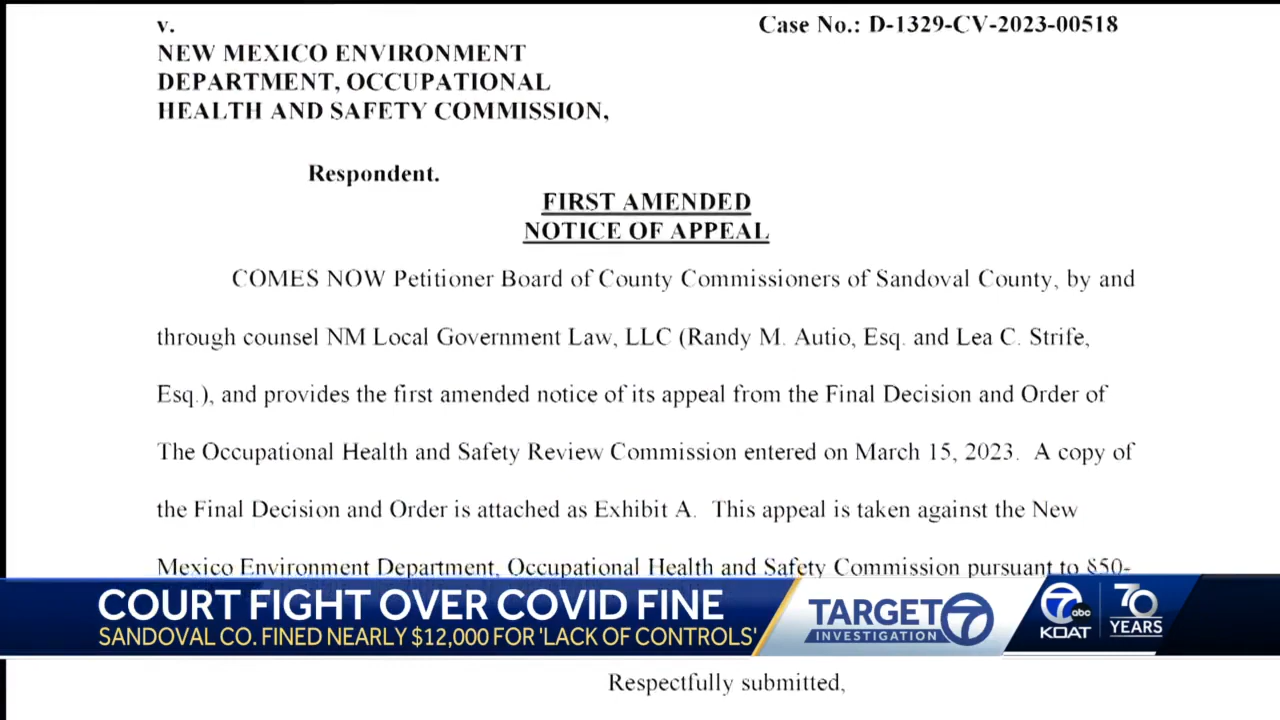 v.
Case No.: D-1329-CV-2023-00518
NEW MEXICO ENVIRONMENT
DEPARTMENT, OCCUPATIONAL
HEALTH AND SAFETY COMMISSION,
Respondent.
FIRST AMENDED
NOTICE OF APPEAL
COMES NOW Petitioner Board of County Commissioners of Sandoval County, by and
through counsel NM Local Government Law, LLC (Randy M. Autio, Esq. and Lea C. Strife,
Esq.), and provides the first amended notice of its appeal from the Final Decision and Order of
The Occupational Health and Safety Review Commission entered on March 15, 2023. A copy of
the Final Decision and Order is attached as Exhibit A. This appeal is taken against the New
Mexico Environment Department, Occupational Health and Safety Commission pursuant to §50-
COURT FIGHT OVER COVID FINE
SANDOVAL CO. FINED NEARLY $12,000 FOR 'LACK OF CONTROLS'
TARGET 7
INVESTIGATION
7 abc
KOAT
70
YEARS
Respectfully submitted,